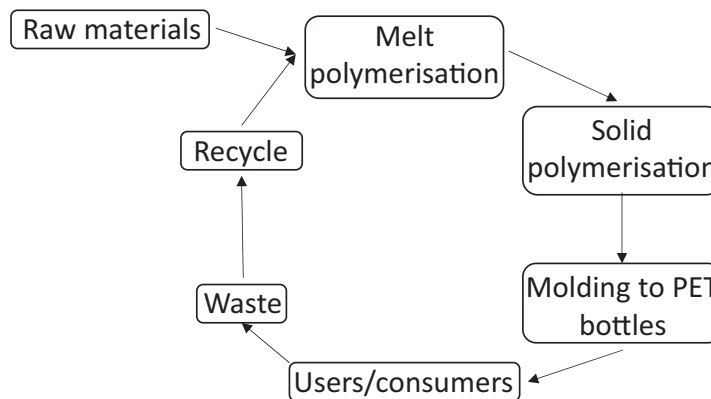 Raw materials
Melt
polymerisation
Solid
polymerisation
Molding to PET
bottles
Users/consumers
Waste
Recycle